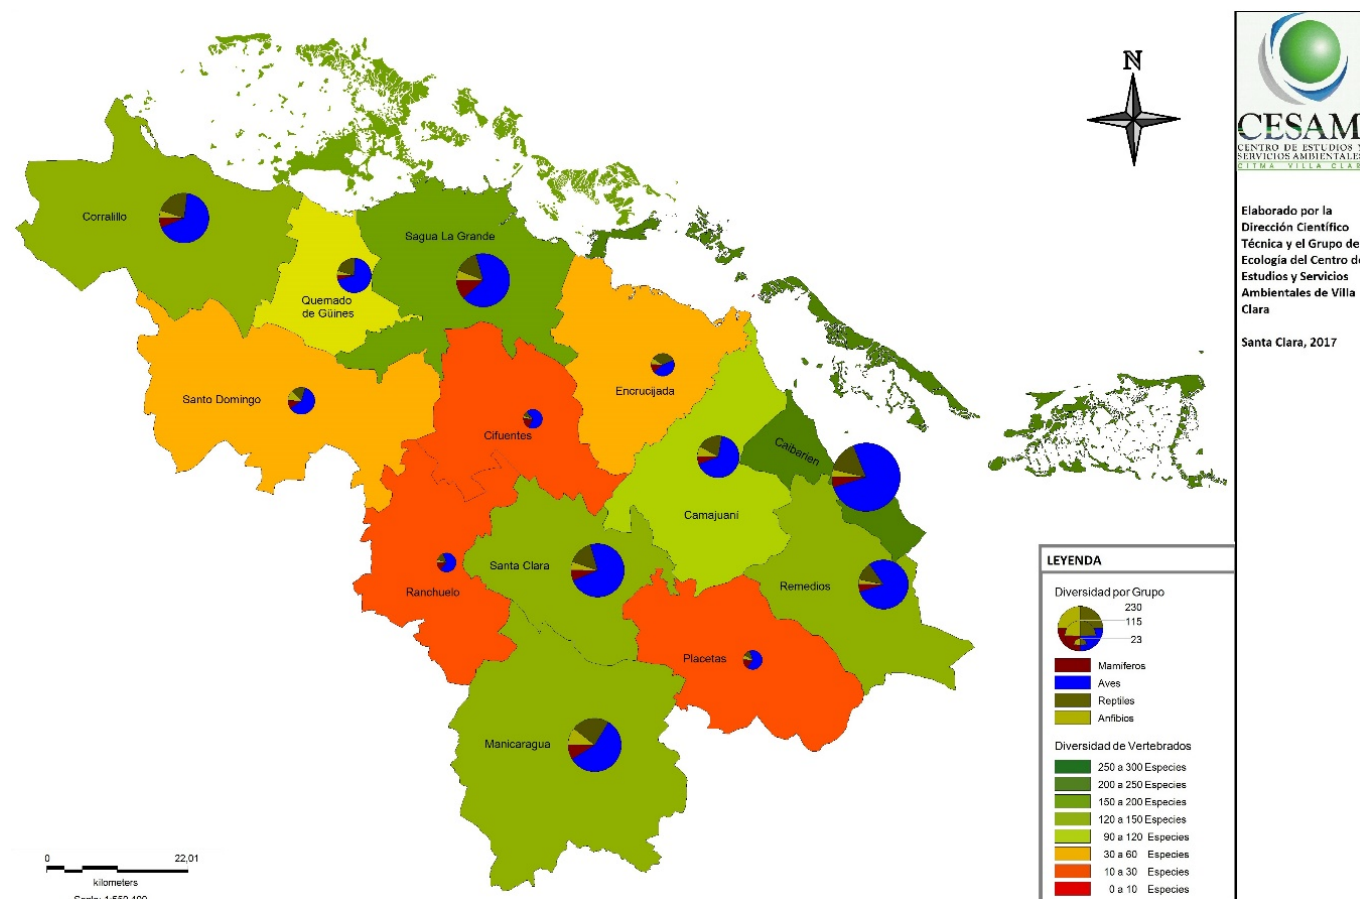 N
CESAM
CENTRO DE ESTUDIOS Y
SERVICIOS AMBIENTALES
CITMA VILLA CLAR
Elaborado por la
Dirección Científico
Técnica y el Grupo de
Ecología del Centro de
Estudios y Servicios
Ambientales de Villa
Clara
Santa Clara, 2017
Corralillo
Sagua La Grande
Quemado
de Güines
Santo Domingo
Encrucijada
Cifuentes
Caibarien
Camajuaní
Santa Clara
Ranchuelo
Remedios
Placetas
Manicaragua
LEYENDA
Diversidad por Grupo
230
115
23
Mamíferos
Aves
Reptiles
Anfibios
Diversidad de Vertebrados
250 a 300 Especies
200 a 250 Especies
150 a 200 Especies
120 a 150 Especies
90 a 120 Especies
30 a 60 Especies
10 a 30 Especies
0 a 10 Especies
0 22,01
kilometers